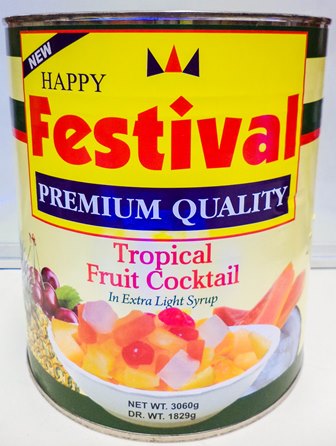 NEW
HAPPY
Festival
PREMIUM QUALITY
Tropical
Fruit Cocktail
In Extra Light Syrup
NET WT. 3060g
DR. WT. 1829g